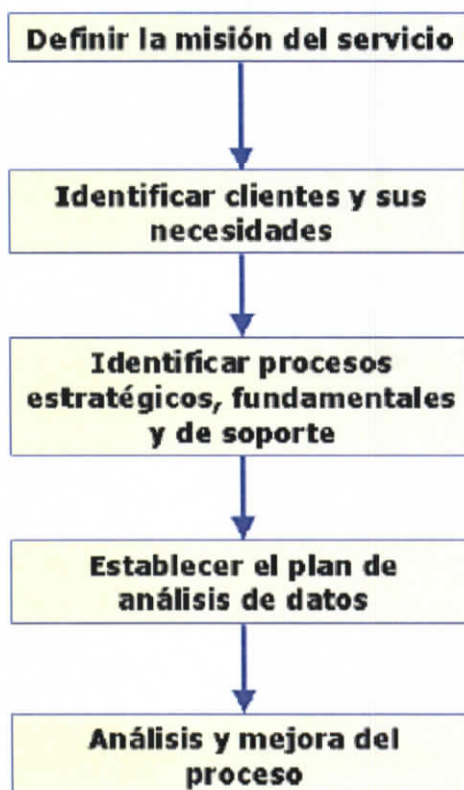 Definir la misión del servicio
Identificar clientes y sus
necesidades
Identificar procesos
estratégicos, fundamentales
y de soporte
Establecer el plan de
análisis de datos
Análisis y mejora del
proceso